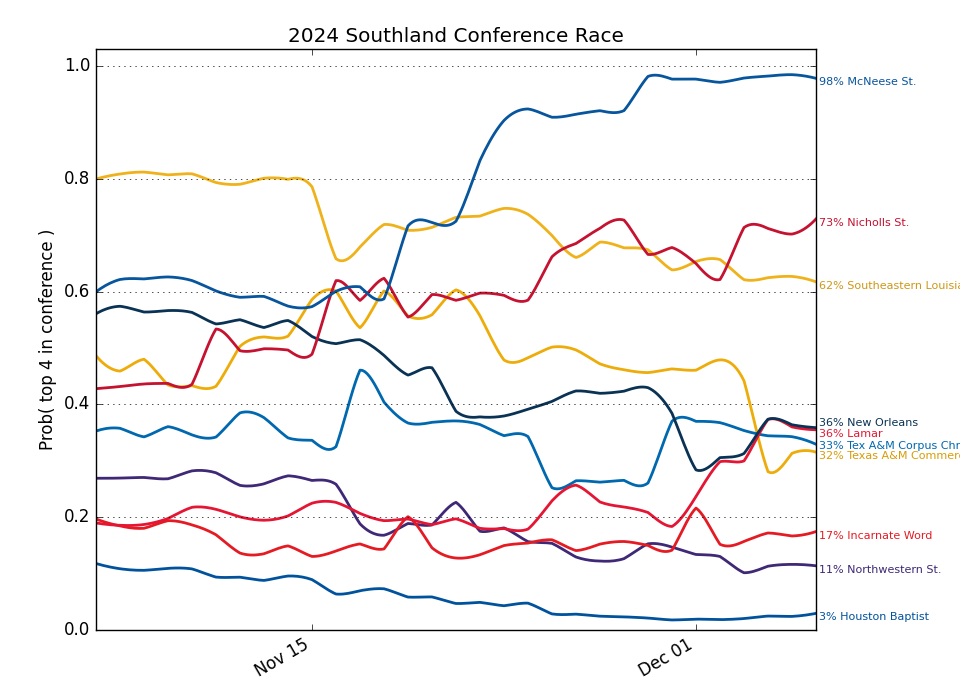 2024 Southland Conference Race
Prob( top 4 in conference )
1.0
0.8
0.6
0.4
0.2
0.0
Nov 15
Dec 01
98% McNeese St.
73% Nicholls St.
62% Southeastern Louisia
36% New Orleans
36% Lamar
33% Tex A&M Corpus Chr
32% Texas A&M Commerc
17% Incarnate Word
11% Northwestern St.
3% Houston Baptist